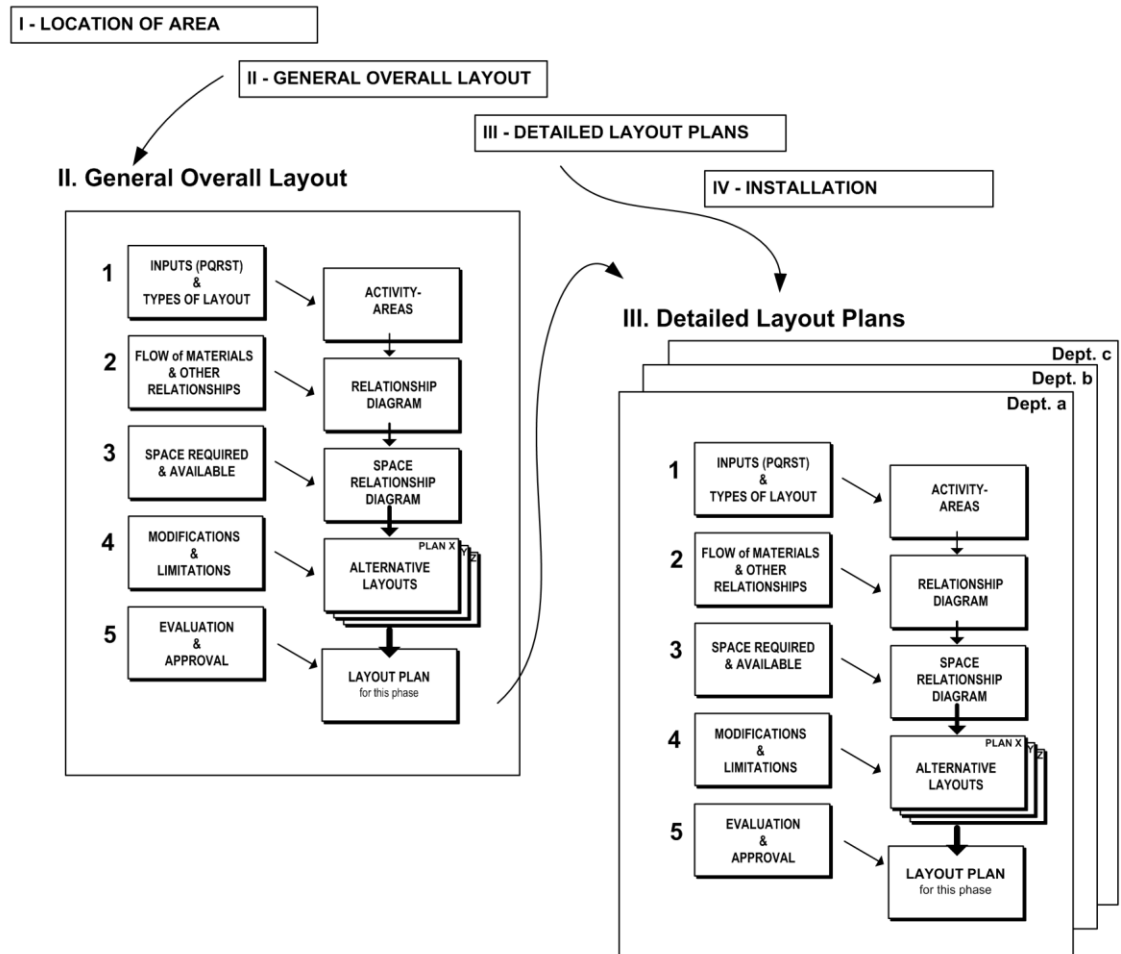 I - LOCATION OF AREA
II - GENERAL OVERALL LAYOUT
III - DETAILED LAYOUT PLANS
IV - INSTALLATION
II. General Overall Layout
1
INPUTS (PQRST)
&
TYPES OF LAYOUT
ACTIVITY-
AREAS
2
FLOW of MATERIALS
& OTHER
RELATIONSHIPS
RELATIONSHIP
DIAGRAM
3
SPACE REQUIRED
& AVAILABLE
SPACE
RELATIONSHIP
DIAGRAM
4
MODIFICATIONS
&
LIMITATIONS
PLAN X
Y
Z
ALTERNATIVE
LAYOUTS
5
EVALUATION
&
APPROVAL
LAYOUT PLAN
for this phase
III. Detailed Layout Plans
Dept. c
Dept. b
Dept. a
1
INPUTS (PQRST)
&
TYPES OF LAYOUT
ACTIVITY-
AREAS
2
FLOW of MATERIALS
& OTHER
RELATIONSHIPS
RELATIONSHIP
DIAGRAM
3
SPACE REQUIRED
& AVAILABLE
SPACE
RELATIONSHIP
DIAGRAM
4
MODIFICATIONS
&
LIMITATIONS
PLAN X
Y
Z
ALTERNATIVE
LAYOUTS
5
EVALUATION
&
APPROVAL
LAYOUT PLAN
for this phase